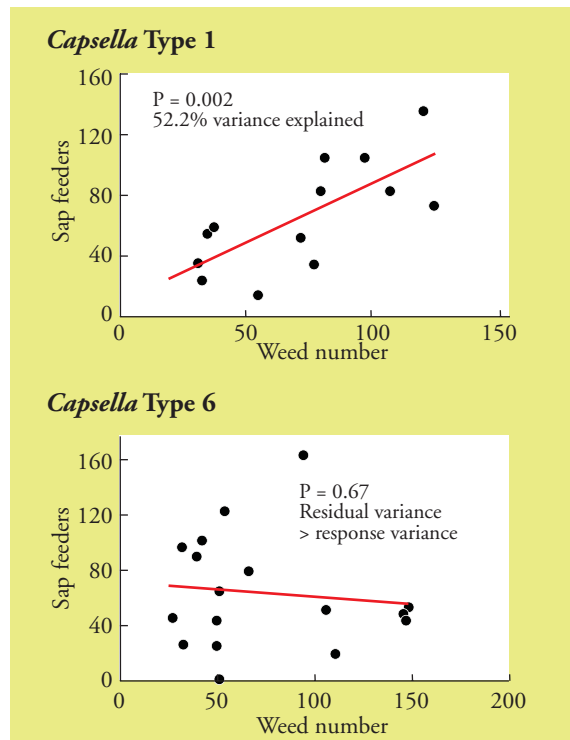 Capsella Type 1
160
120
80
40
0
Sap feeders
P = 0.002
52.2% variance explained
0 50 100 150
Weed number
Capsella Type 6
160
120
80
40
0
Sap feeders
P = 0.67
Residual variance
> response variance
0 50 100 150 200
Weed number